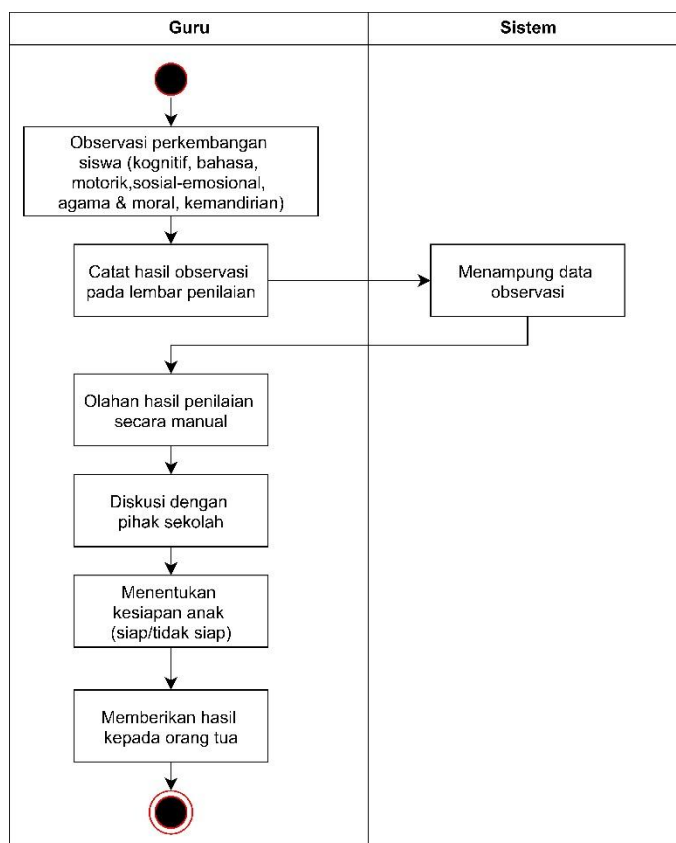 Guru
Sistem
Observasi perkembangan
siswa (kognitif, bahasa,
motorik,sosial-emosional,
agama & moral, kemandirian)
Catat hasil observasi
pada lembar penilaian
Menampung data
observasi
Olahan hasil penilaian
secara manual
Diskusi dengan
pihak sekolah
Menentukan
kesiapan anak
(siap/tidak siap)
Memberikan hasil
kepada orang tua